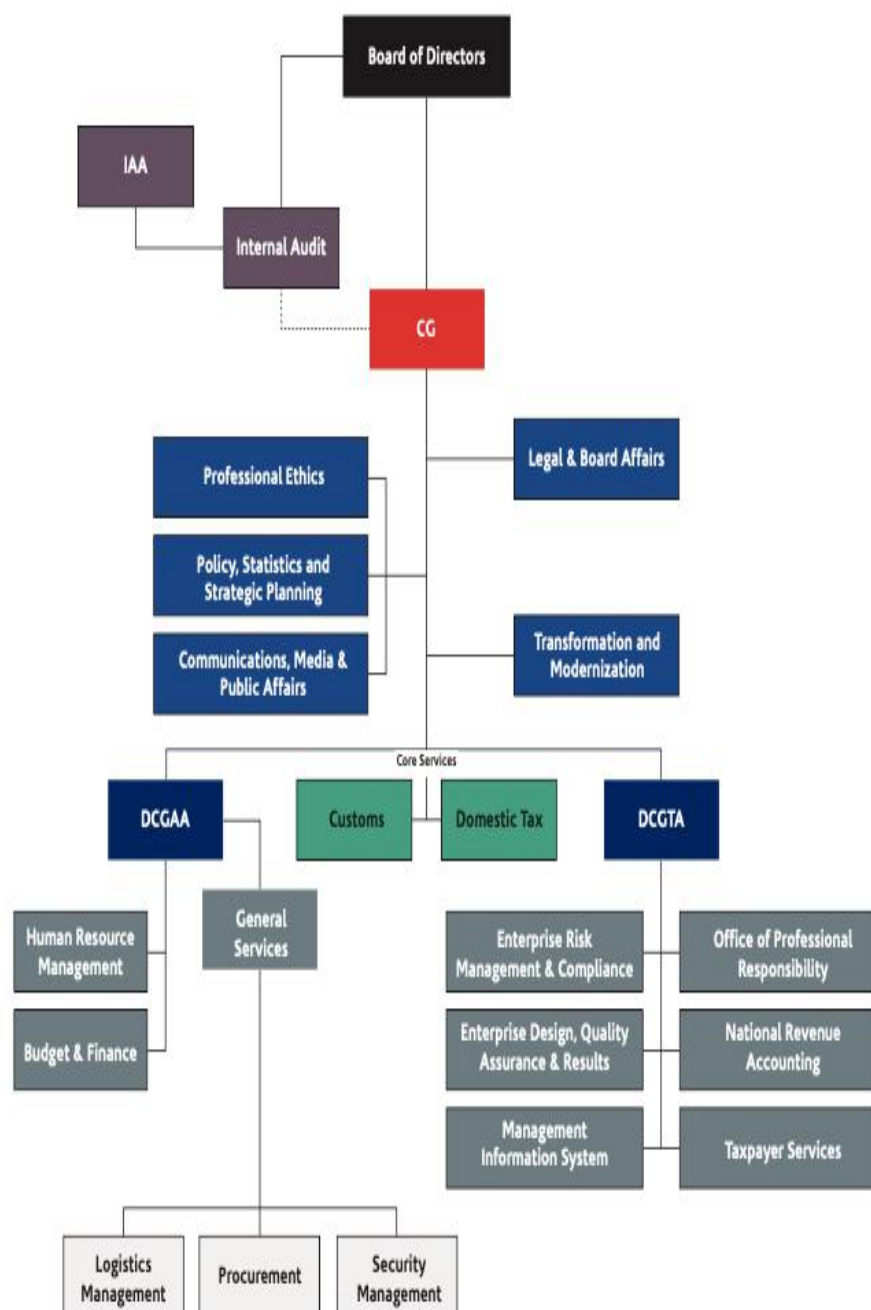 Board of Directors
IAA
Internal Audit
CG
Legal & Board Affairs
Professional Ethics
Policy, Statistics and
Strategic Planning
Transformation and
Modernization
Communications, Media &
Public Affairs
Core Services
DCGAA
Customs
Domestic Tax
DCGTA
General
Services
Human Resource
Management
Enterprise Risk
Management & Compliance
Office of Professional
Responsibility
Budget & Finance
Enterprise Design, Quality
Assurance & Results
National Revenue
Accounting
Management
Information System
Taxpayer Services
Logistics
Management
Procurement
Security
Management